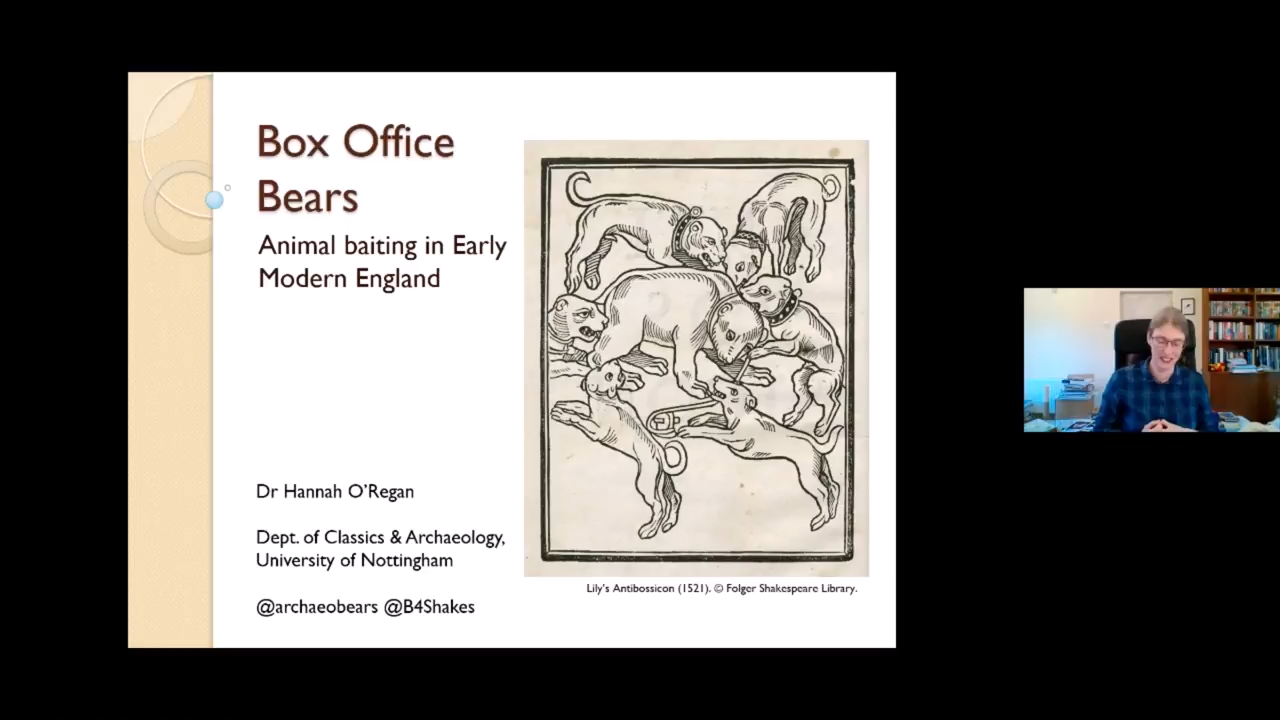 Box Office
Bears
Animal baiting in Early
Modern England
Dr Hannah O'Regan
Dept. of Classics & Archaeology,
University of Nottingham
@archaeobears @B4Shakes
Lily's Antibossicon (1521). © Folger Shakespeare Library.